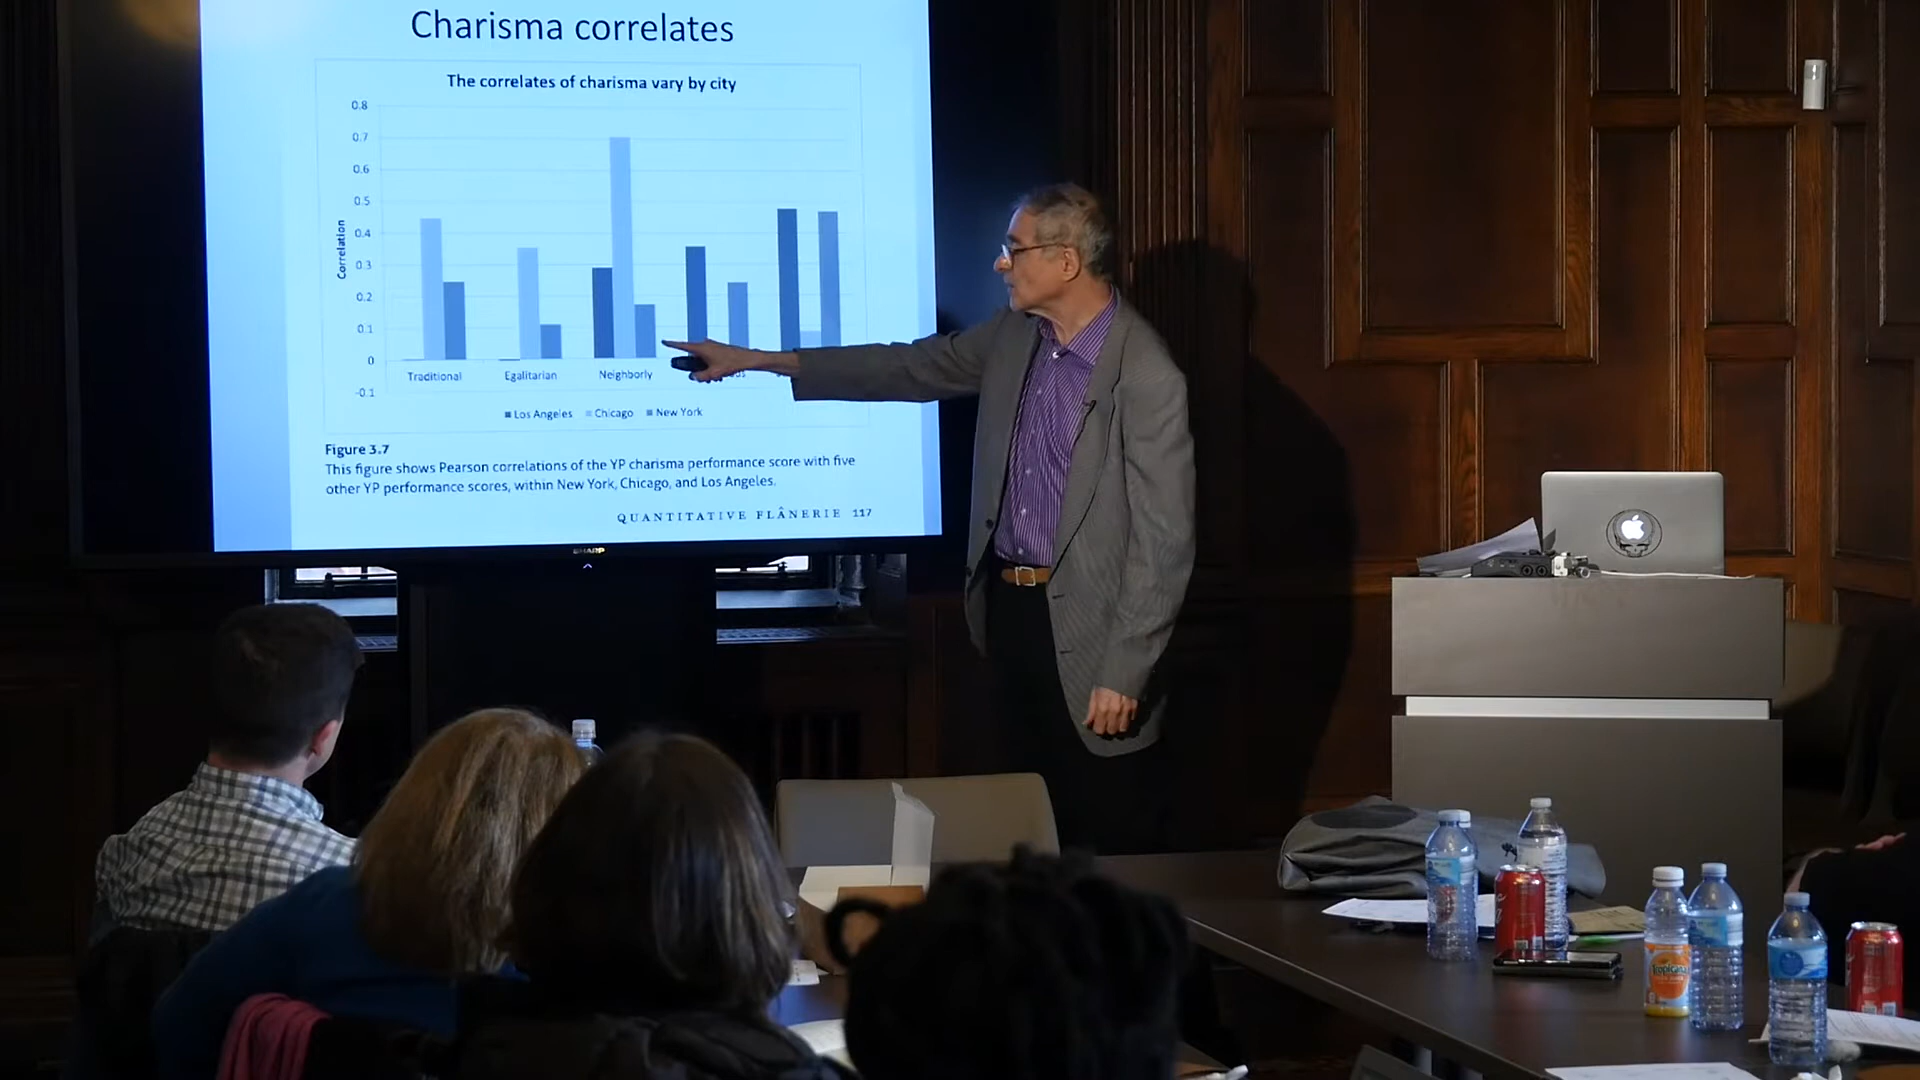 Charisma correlates
The correlates of charisma vary by city
0.8
0.7
0.6
0.5
0.4
0.3
0.2
0.1
0
-0.1
Correlation
Traditional Egalitarian Neighborly
Los Angeles Chicago New York
Figure 3.7
This figure shows Pearson correlations of the YP charisma performance score with five
other YP performance scores, within New York, Chicago, and Los Angeles.
QUANTITATIVE FLÂNERIE 117
SHARP
Tropicana